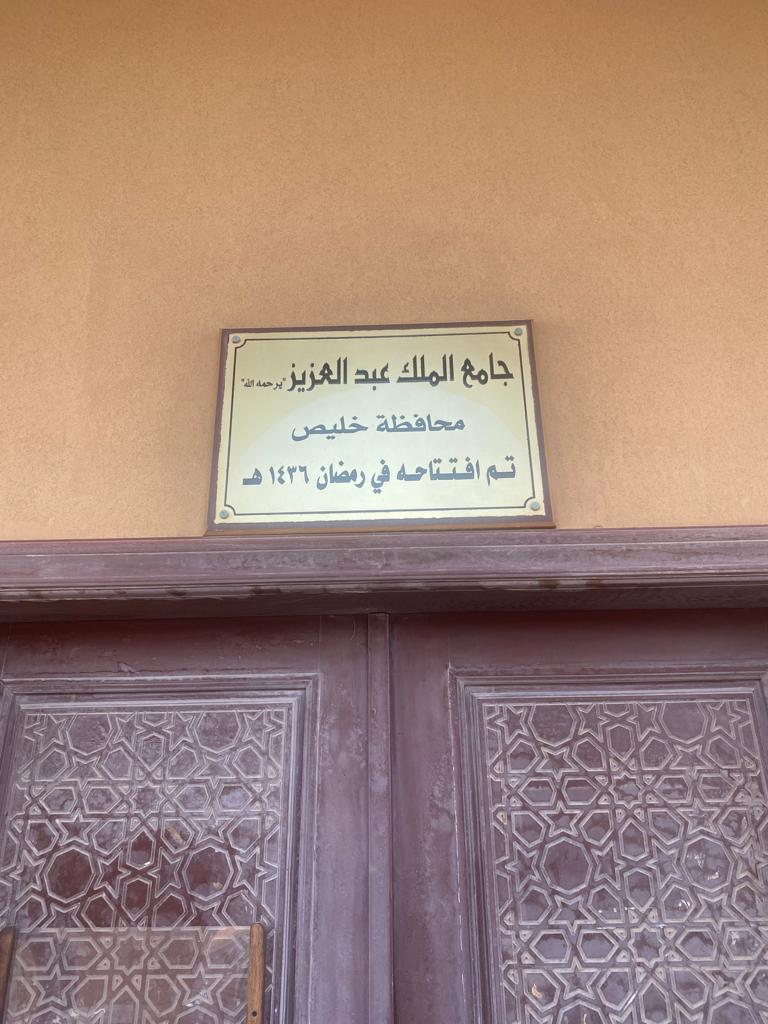 جامع الملك عبد العزيز "يرحمه الله"
محافظة خليص
تم افتتاحه في رمضان ١٤٣٦ هـ